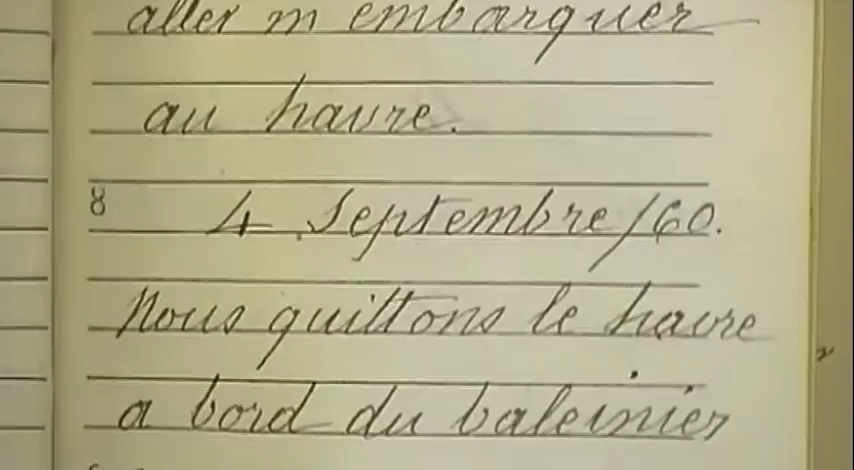 aller m embarquer
au havre.
8
4 Septembre/60.
Nous quittons le havre
a bord du baleinier